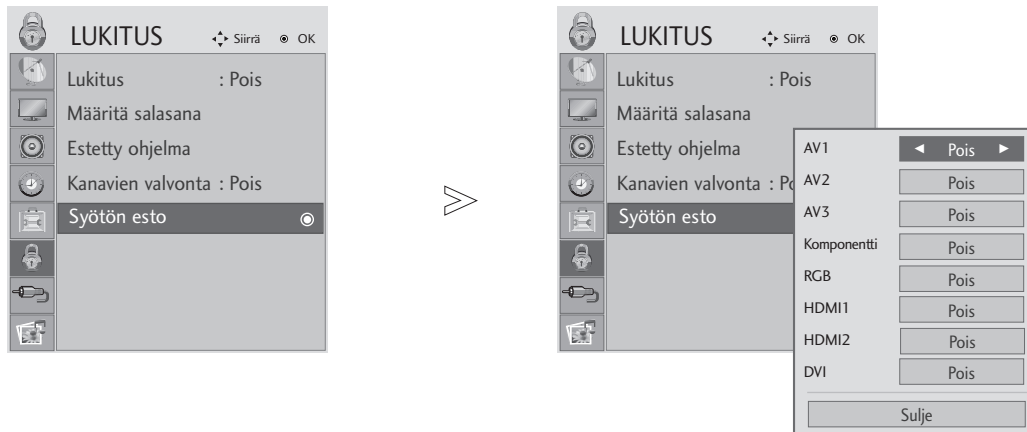 LUKITUS Siirrä OK
Lukitus : Pois
Määritä salasana
Estetty ohjelma
Kanavien valvonta : Pois
Syötön esto
LUKITUS Siirrä OK
Lukitus : Pois
Määritä salasana
Estetty ohjelma
Kanavien valvonta :
Syötön esto
AV1 ◄ Pois ►
AV2 Pois
AV3 Pois
Komponentti Pois
RGB Pois
HDMI1 Pois
HDMI2 Pois
DVI Pois
Sulje